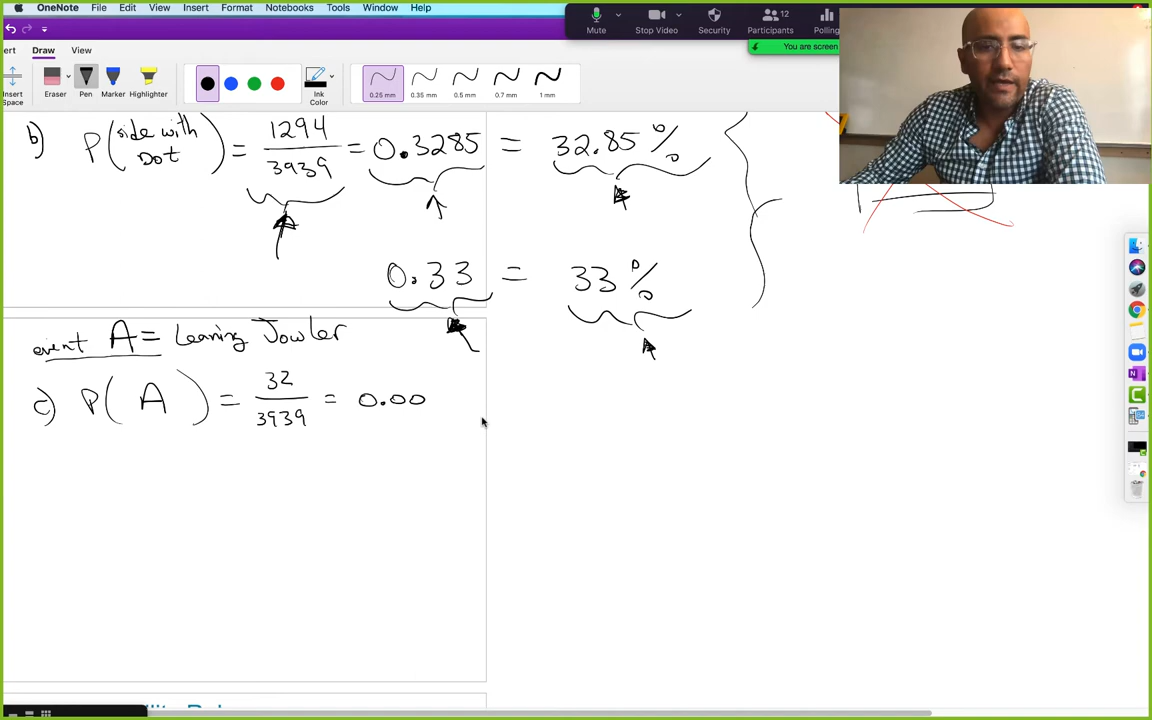 OneNote File Edit View Insert Format Notebooks Tools Window Help
Mute Stop Video Security Participants 12 Polling
You are screen
ert Draw View
Insert Space Eraser Pen Marker Highlighter Ink Color 0.25 mm 0.35 mm 0.5 mm 0.7 mm 1 mm
b) P(side with Dot) = 1294/3939 = 0.3285 = 32.85%
0.33 = 33%
event A = Leaning Jowler
c) P(A) = 32/3939 = 0.00